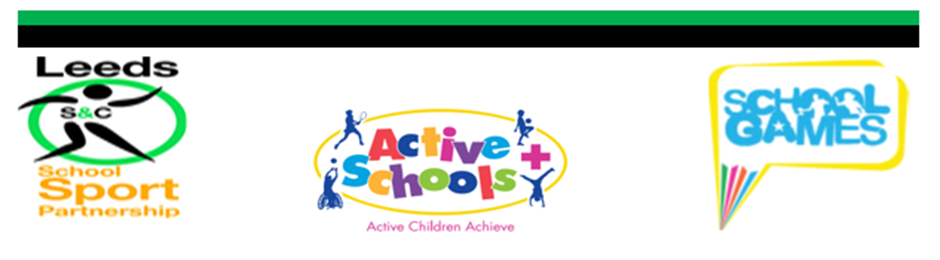 Leeds
S&C
School
Sport
Partnership
Active
Schools +
Active Children Achieve
SCHOOL
GAMES